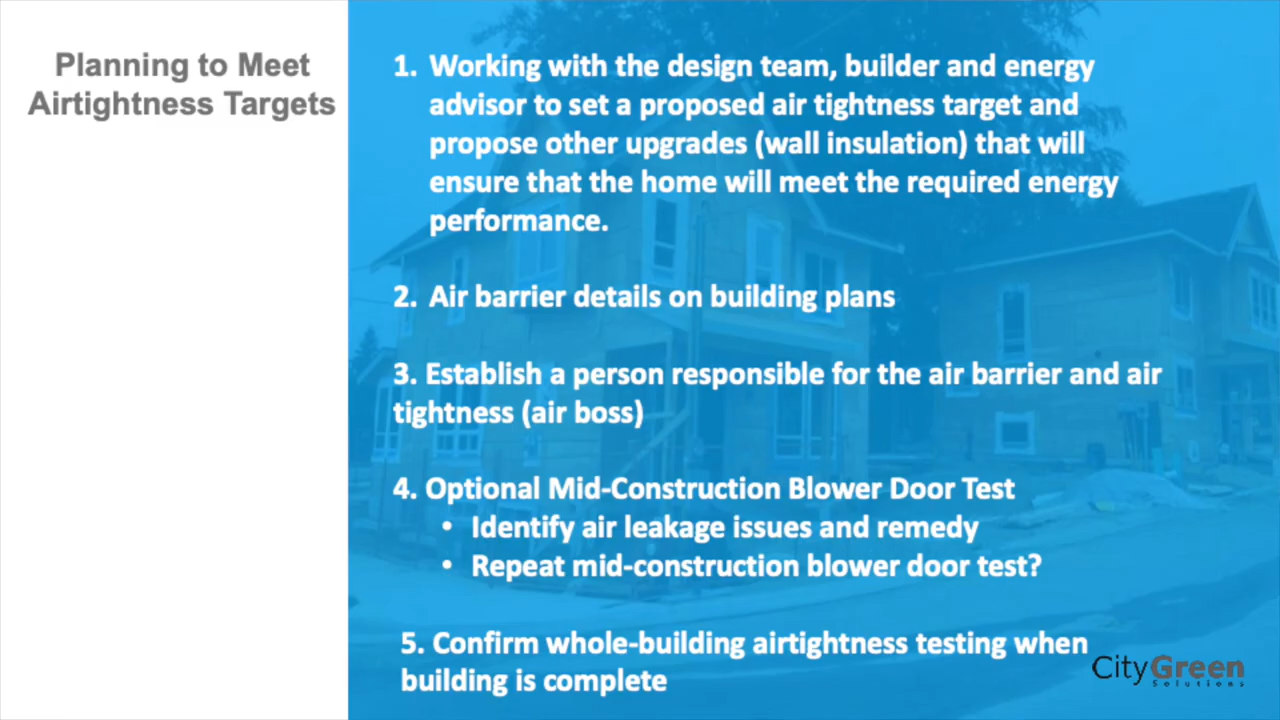 Planning to Meet
Airtightness Targets
1. Working with the design team, builder and energy
advisor to set a proposed air tightness target and
propose other upgrades (wall insulation) that will
ensure that the home will meet the required energy
performance.
2. Air barrier details on building plans
3. Establish a person responsible for the air barrier and air
tightness (air boss)
4. Optional Mid-Construction Blower Door Test
• Identify air leakage issues and remedy
• Repeat mid-construction blower door test?
5. Confirm whole-building airtightness testing when
building is complete
CityGreen
Solutions